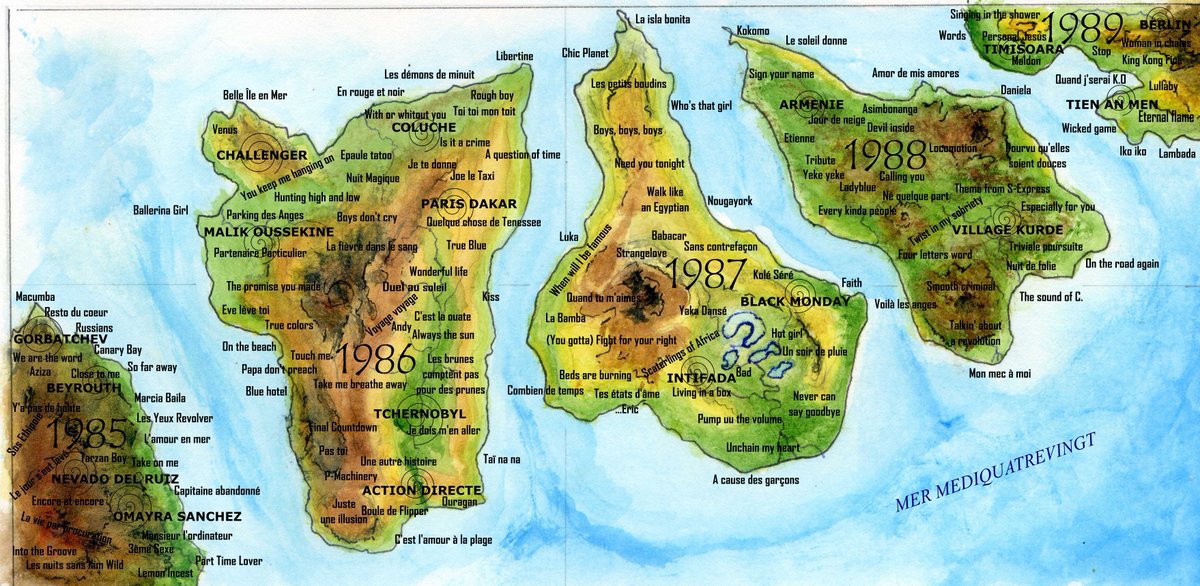 Macumba
Resto du coeur
Russians
GORBATCHEV
We are the word
Canary Bay
Aziza
Close to me
So far away
BEYROUTH
Marcia Baila
Y'a pas de honte
Les Yeux Revolver
1985
L'amour en mer
Sos Ethiopie
Tarzan Boy
Take on me
Le jour s'est levé
NEVADO DEL RUIZ
Capitaine abandonné
Encore et encore
OMAYRA SANCHEZ
La vie par procuration
Monsieur l'ordinateur
3ème Sexe
Into the Groove
Les nuits sans Kim Wild
Part Time Lover
Lemon Incest
Libertine
Les démons de minuit
Belle Île en Mer
En rouge et noir
Rough boy
With or whitout you
Toi toi mon toit
Venus
COLUCHE
Is it a crime
CHALLENGER
Epaule tatoo
A question of time
You keep me hanging on
Je te donne
Nuit Magique
Joe le Taxi
Hunting high and low
PARIS DAKAR
Ballerina Girl
Parking des Anges
Boys don't cry
Quelque chose de Tenessee
MALIK OUSSEKINE
La fièvre dans le sang
True Blue
Partenaire Particulier
Wonderful life
The promise you made
Duel au soleil
Kiss
Voyage voyage
Eve lève toi
C'est la ouate
True colors
Andy
Always the sun
On the beach
Touch me
1986
Les brunes
comptent pas
pour des prunes
Papa don't preach
Take me breathe away
Blue hotel
TCHERNOBYL
Final Countdown
Je dois m'en aller
Pas toi
Une autre histoire
Taï na na
P-Machinery
ACTION DIRECTE
Juste
une illusion
Boule de Flipper
Ouragan
C'est l'amour à la plage
La isla bonita
Chic Planet
Les petits boudins
Who's that girl
Boys, boys, boys
Need you tonight
Walk like
an Egyptian
Nougayork
Luka
Babacar
When will I be famous
Strangelove
Sans contrefaçon
1987
Kolé Séré
Faith
Quand tu m'aimes
BLACK MONDAY
La Bamba
Yaka Dansé
(You gotta) Fight for your right
Hot girl
Scaterlings of Africa
Un soir de pluie
Beds are burning
INTIFADA
Bad
Combien de temps
Tes états d'âme
...Eric
Living in a box
Never can
say goodbye
Pump uu the volume
Unchain my heart
A cause des garçons
Kokomo
Le soleil donne
Sign your name
Amor de mis amores
Daniela
ARMENIE
Asimbonanga
Jour de neige
Devil inside
Etienne
1988
Locomotion
Pourvu qu'elles
soient douces
Tribute
Yeke yeke
Calling you
Ladyblue
Theme from S-Express
Ne quelque part
Every kinda people
Especially for you
Twist in my sobriety
VILLAGE KURDE
Triviale poursuite
Four letters word
Nuit de folie
On the road again
Smooth criminal
The sound of C.
Voilà les anges
Talkin' about
a revolution
Mon mec à moi
Singing in the shower
1989
BERLIN
Words
Personal Jesus
Woman in chains
TIMISOARA
Stop
Maldon
King Kong Five
Quand j'serai K.O
Lullaby
TIEN AN MEN
Eternal flame
Wicked game
Iko iko
Lambada
MER MEDIQUATREVINGT